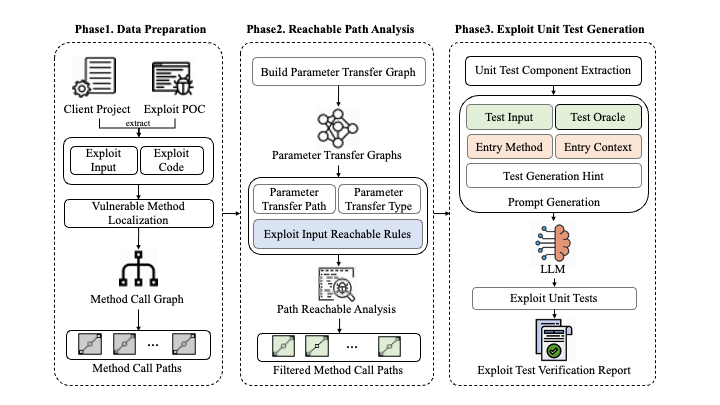 Phase1. Data Preparation
Client Project
Exploit POC
extract
Exploit
Input
Exploit
Code
Vulnerable Method
Localization
Method Call Graph
...
Method Call Paths
Phase2. Reachable Path Analysis
Build Parameter Transfer Graph
Parameter Transfer Graphs
Parameter
Transfer Path
Parameter
Transfer Type
Exploit Input Reachable Rules
Path Reachable Analysis
...
Filtered Method Call Paths
Phase3. Exploit Unit Test Generation
Unit Test Component Extraction
Test Input
Test Oracle
Entry Method
Entry Context
Test Generation Hint
Prompt Generation
LLM
Exploit Unit Tests
Exploit Test Verification Report